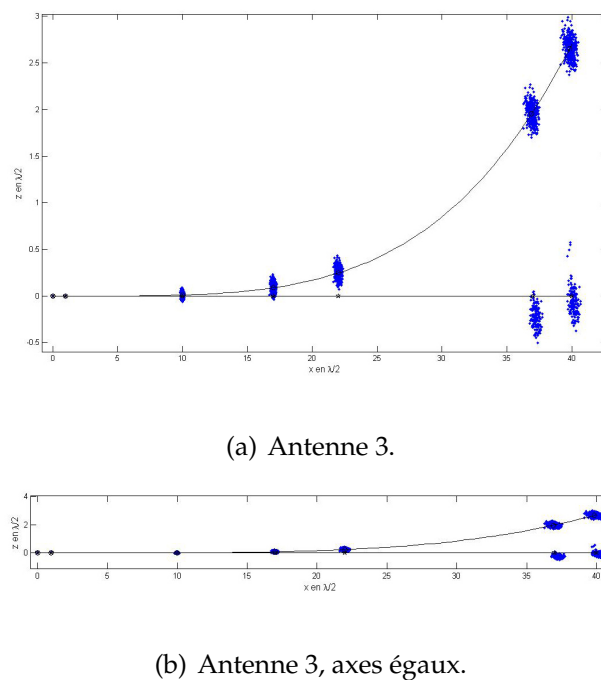 3
2.5
2
1.5
1
0.5
0
-0.5
z en λ/2
0 5 10 15 20 25 30 35 40
x en λ/2
(a) Antenne 3.
4
2
0
z en λ/2
0 5 10 15 20 25 30 35 40
x en λ/2
(b) Antenne 3, axes égaux.